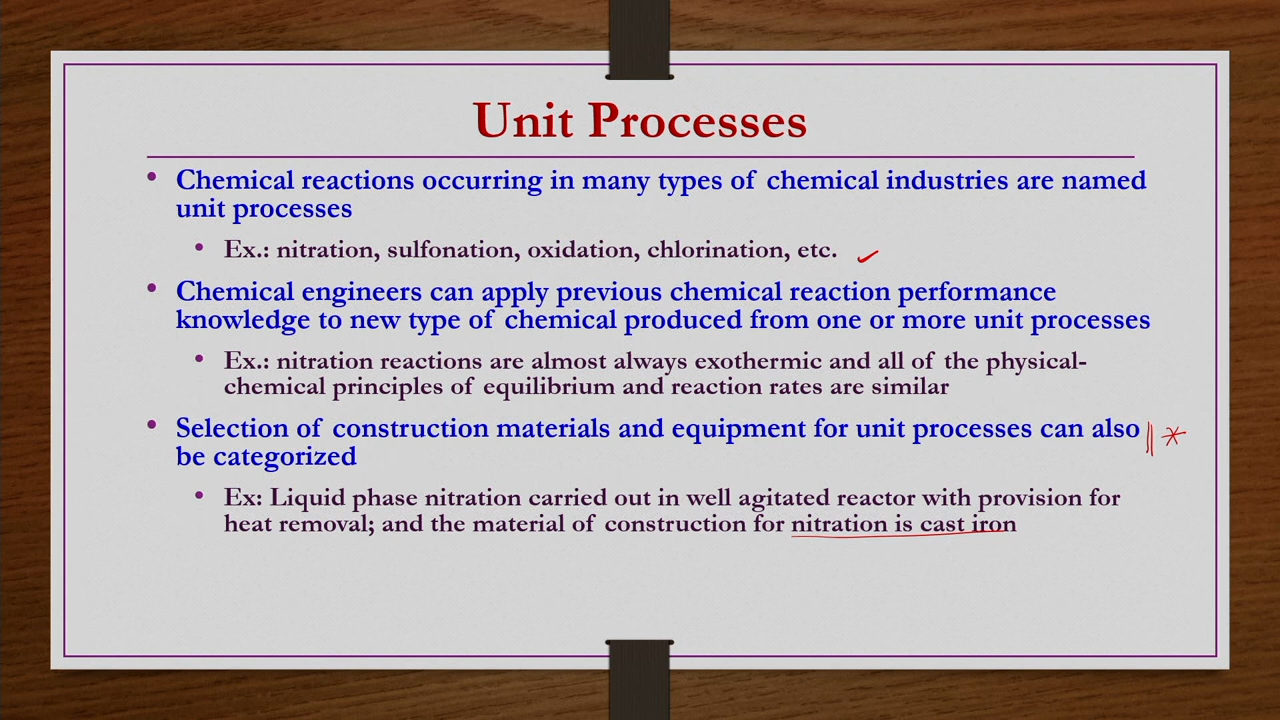 Unit Processes
• Chemical reactions occurring in many types of chemical industries are named
unit processes
• Ex.: nitration, sulfonation, oxidation, chlorination, etc.
• Chemical engineers can apply previous chemical reaction performance
knowledge to new type of chemical produced from one or more unit processes
• Ex.: nitration reactions are almost always exothermic and all of the physical-
chemical principles of equilibrium and reaction rates are similar
• Selection of construction materials and equipment for unit processes can also
be categorized
• Ex: Liquid phase nitration carried out in well agitated reactor with provision for
heat removal; and the material of construction for nitration is cast iron